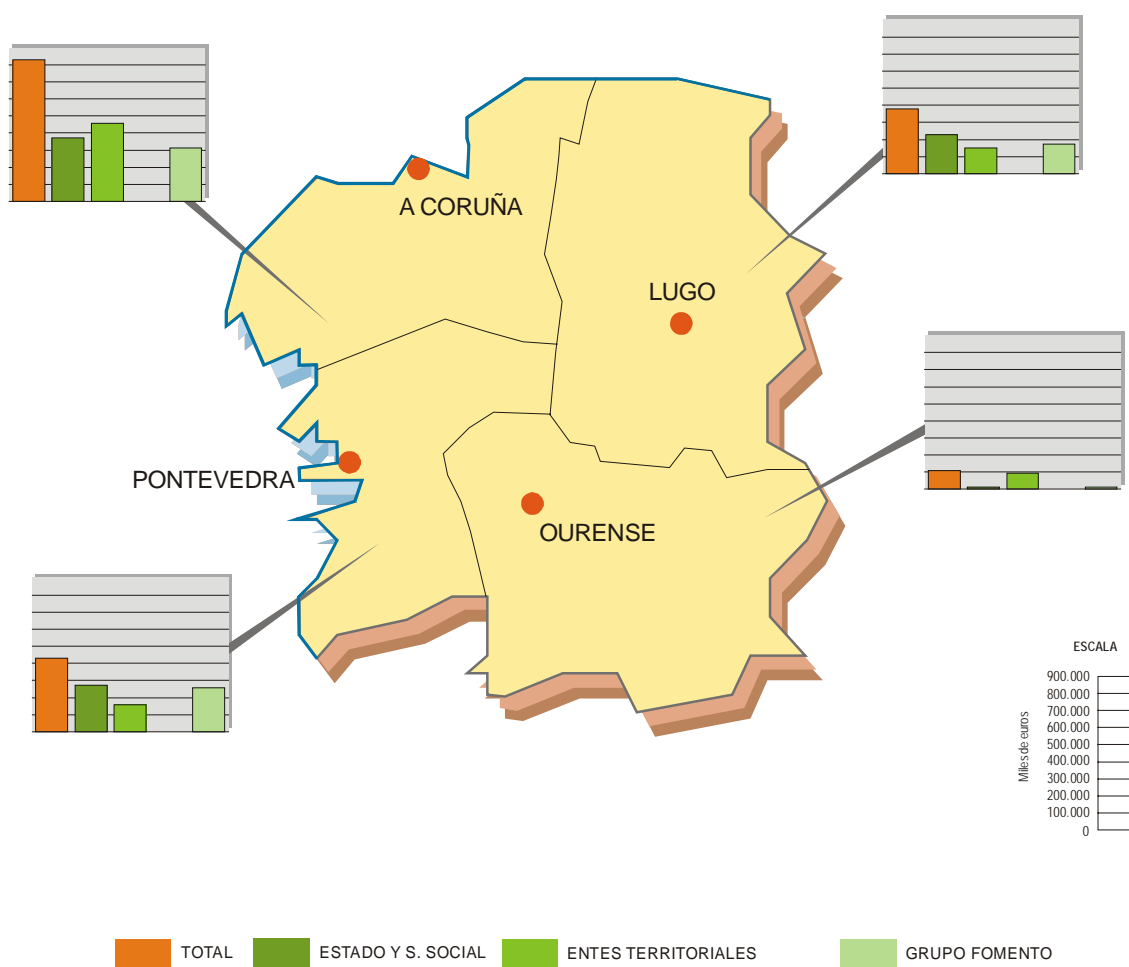 A CORUÑA
LUGO
PONTEVEDRA
OURENSE
ESCALA
Miles de euros
900.000
800.000
700.000
600.000
500.000
400.000
300.000
200.000
100.000
0
TOTAL
ESTADO Y S. SOCIAL
ENTES TERRITORIALES
GRUPO FOMENTO